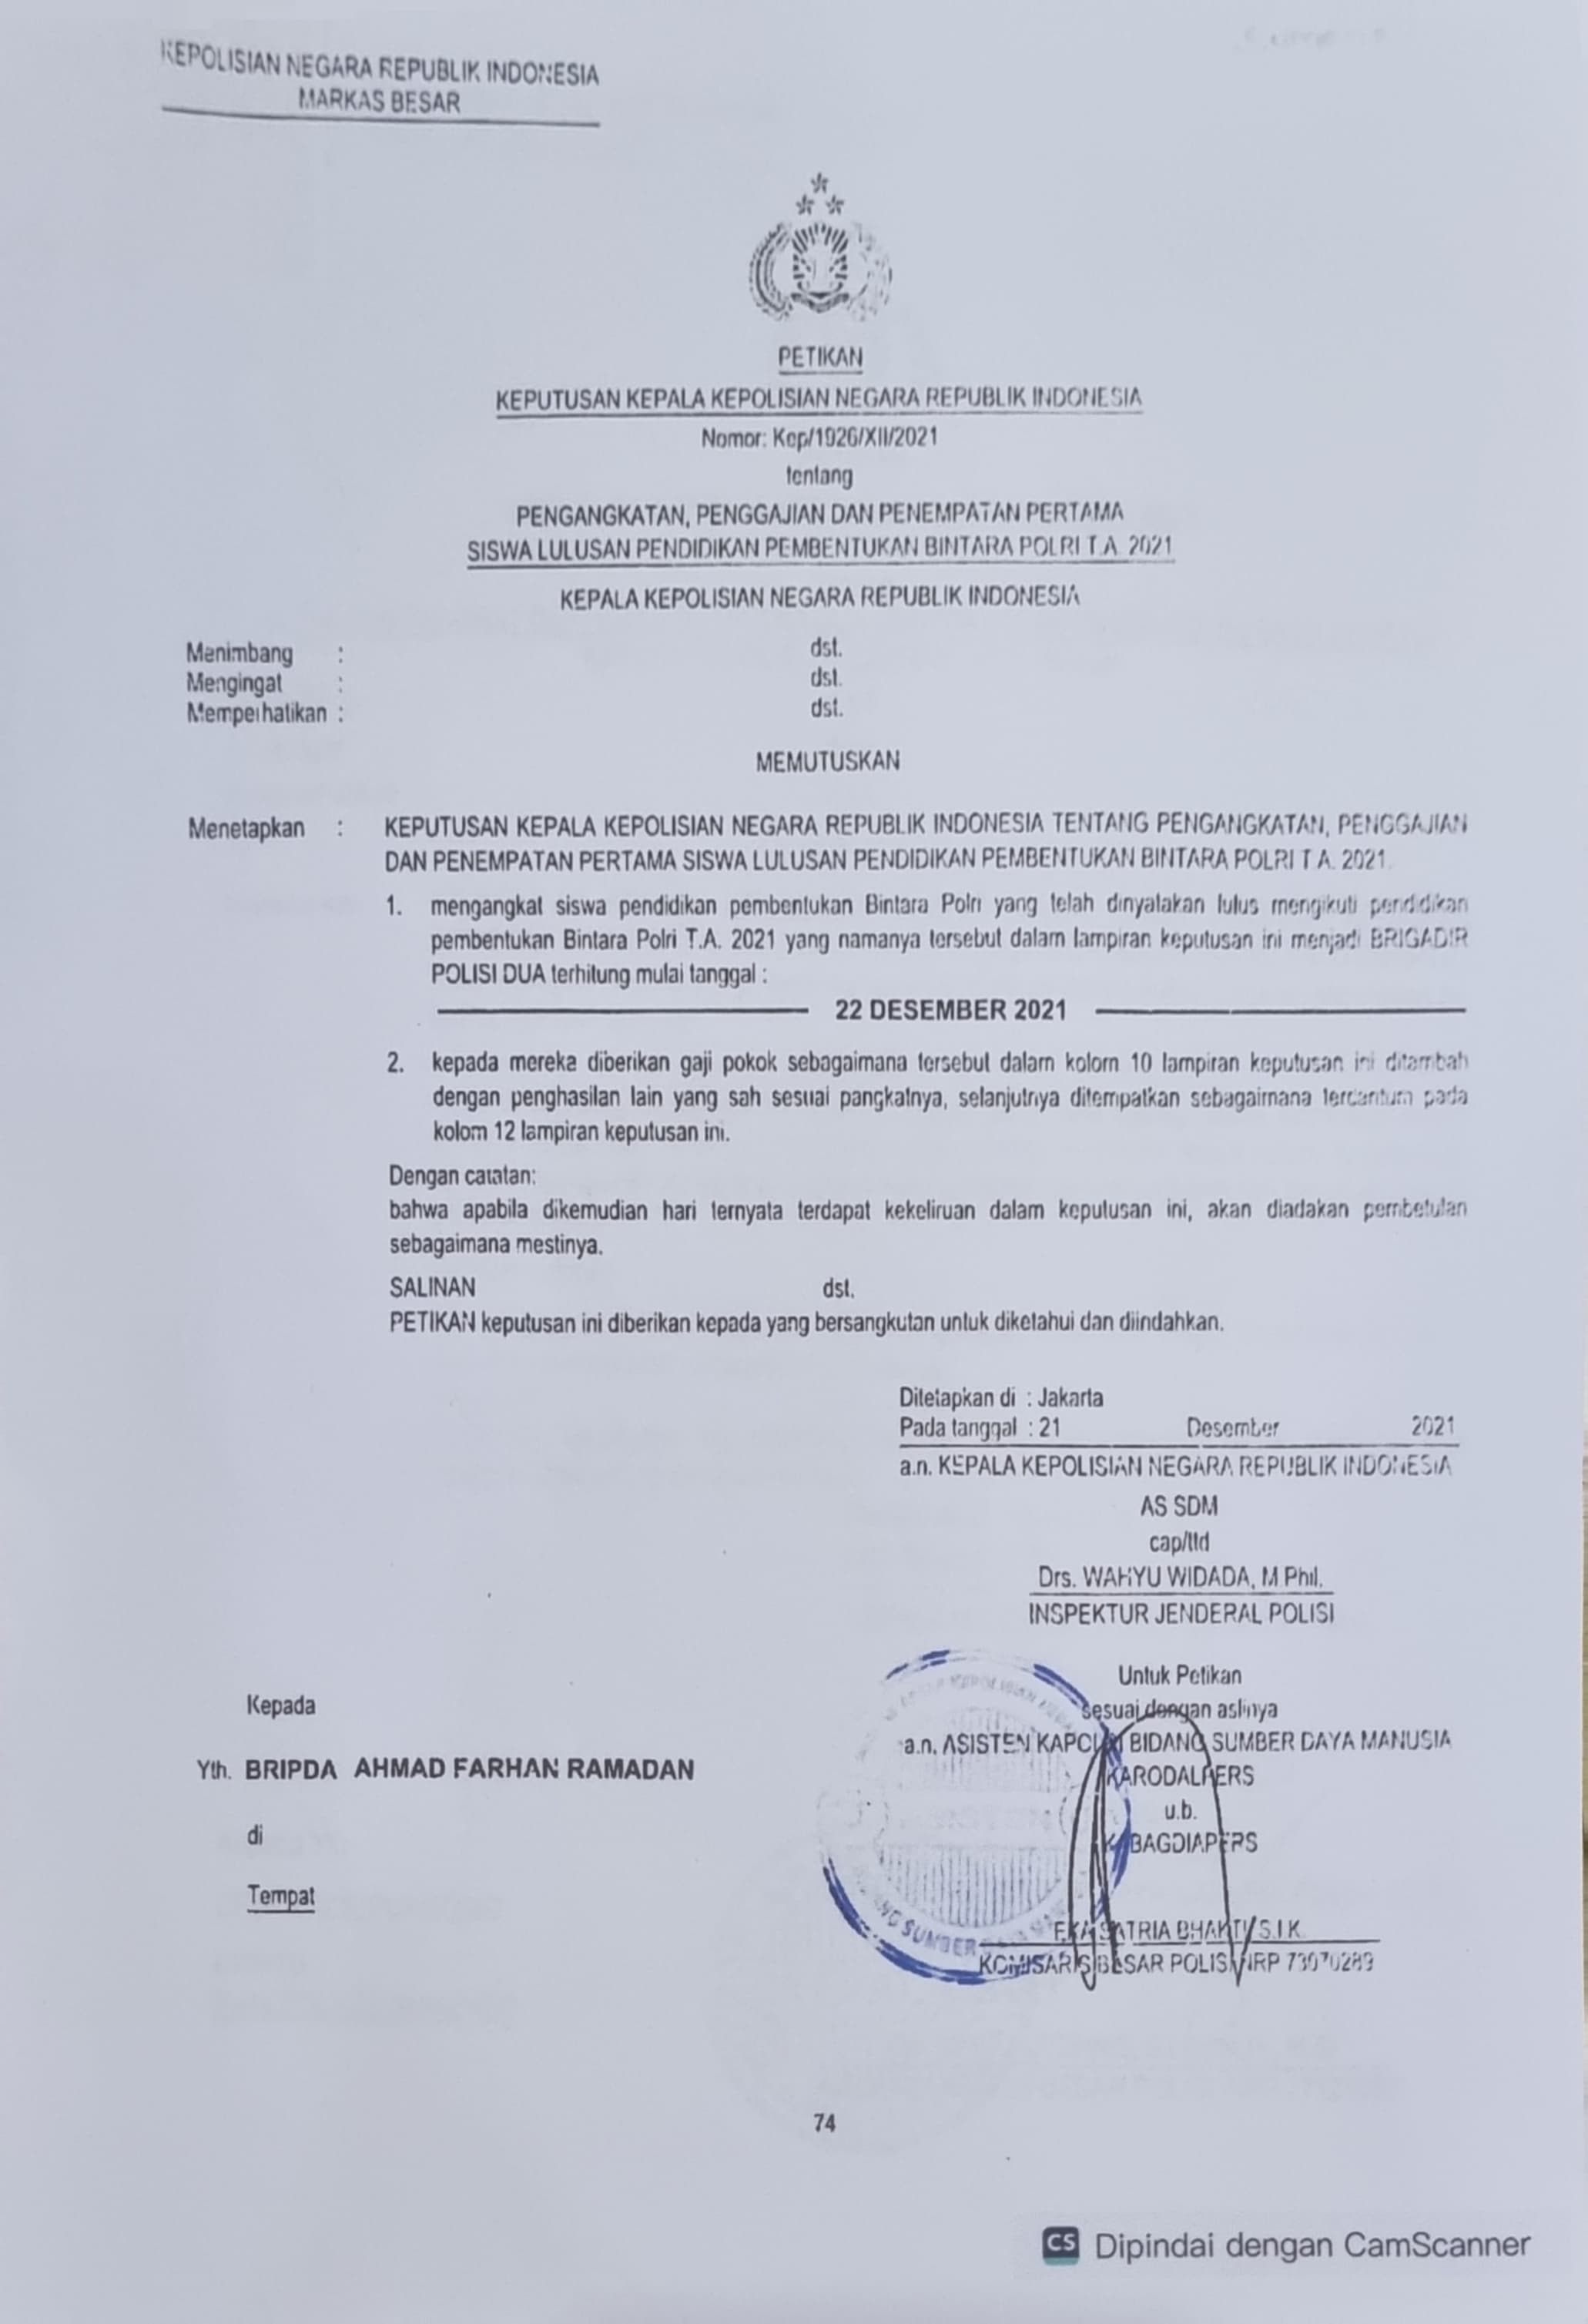 KEPOLISIAN NEGARA REPUBLIK INDONESIA
MARKAS BESAR
PETIKAN
KEPUTUSAN KEPALA KEPOLISIAN NEGARA REPUBLIK INDONESIA
Nomor: Kep/1926/XII/2021
tentang
PENGANGKATAN, PENGGAJIAN DAN PENEMPATAN PERTAMA
SISWA LULUSAN PENDIDIKAN PEMBENTUKAN BINTARA POLRI T.A. 2021
KEPALA KEPOLISIAN NEGARA REPUBLIK INDONESIA
Menimbang : dst.
Mengingat : dst.
Memperhatikan : dst.
MEMUTUSKAN
Menetapkan : KEPUTUSAN KEPALA KEPOLISIAN NEGARA REPUBLIK INDONESIA TENTANG PENGANGKATAN, PENGGAJIAN
DAN PENEMPATAN PERTAMA SISWA LULUSAN PENDIDIKAN PEMBENTUKAN BINTARA POLRI T.A. 2021.
1. mengangkat siswa pendidikan pembentukan Bintara Polri yang telah dinyatakan lulus mengikuti pendidikan
pembentukan Bintara Polri T.A. 2021 yang namanya tersebut dalam lampiran keputusan ini menjadi BRIGADIR
POLISI DUA terhitung mulai tanggal :
22 DESEMBER 2021
2. kepada mereka diberikan gaji pokok sebagaimana tersebut dalam kolom 10 lampiran keputusan ini ditambah
dengan penghasilan lain yang sah sesuai pangkatnya, selanjutnya ditempatkan sebagaimana tercantum pada
kolom 12 lampiran keputusan ini.
Dengan catatan:
bahwa apabila dikemudian hari ternyata terdapat kekeliruan dalam keputusan ini, akan diadakan pembetulan
sebagaimana mestinya.
SALINAN dst.
PETIKAN keputusan ini diberikan kepada yang bersangkutan untuk diketahui dan diindahkan.
Ditetapkan di : Jakarta
Pada tanggal : 21 Desember 2021
a.n. KEPALA KEPOLISIAN NEGARA REPUBLIK INDONESIA
AS SDM
cap/ttd
Drs. WAHYU WIDADA, M.Phil.
INSPEKTUR JENDERAL POLISI
Untuk Petikan
sesuai dengan aslinya
a.n. ASISTEN KAPOLRI BIDANG SUMBER DAYA MANUSIA
KARODALPERS
u.b.
KABAGDIAPERS
EKA SATRIA BHAKTI, S.I.K.
KOMISARIS BESAR POLISI NRP 73070289
Kepada
Yth. BRIPDA AHMAD FARHAN RAMADAN
di
Tempat
74
CS Dipindai dengan CamScanner